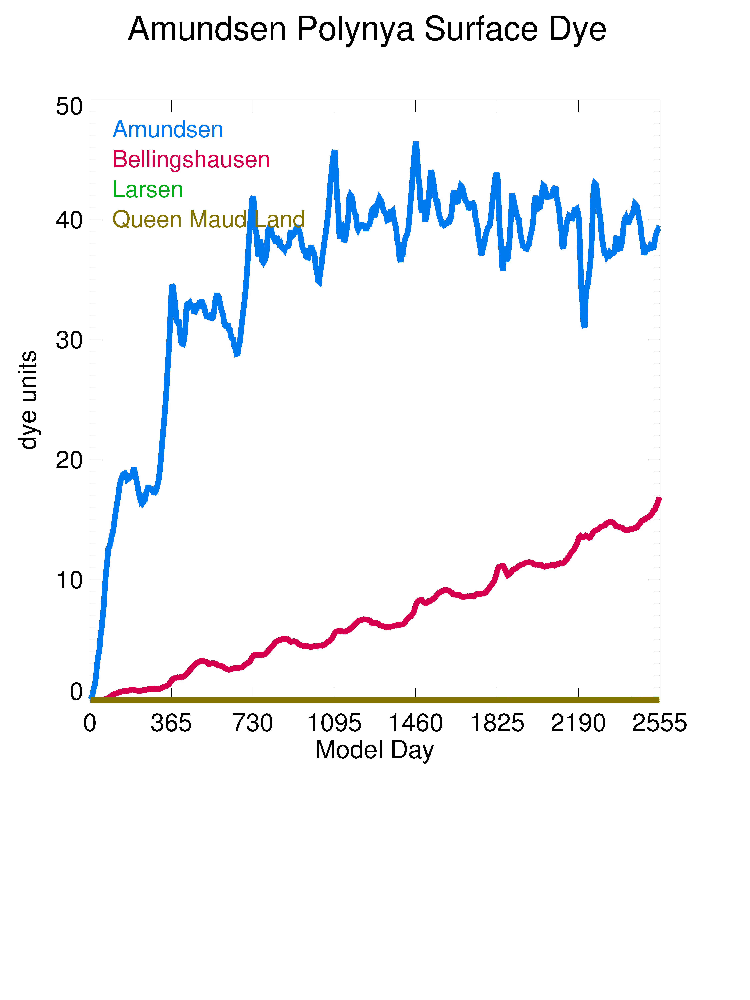 Amundsen Polynya Surface Dye
50
Amundsen
Bellingshausen
Larsen
Queen Maud Land
40
30
20
10
0
dye units
0 365 730 1095 1460 1825 2190 2555
Model Day